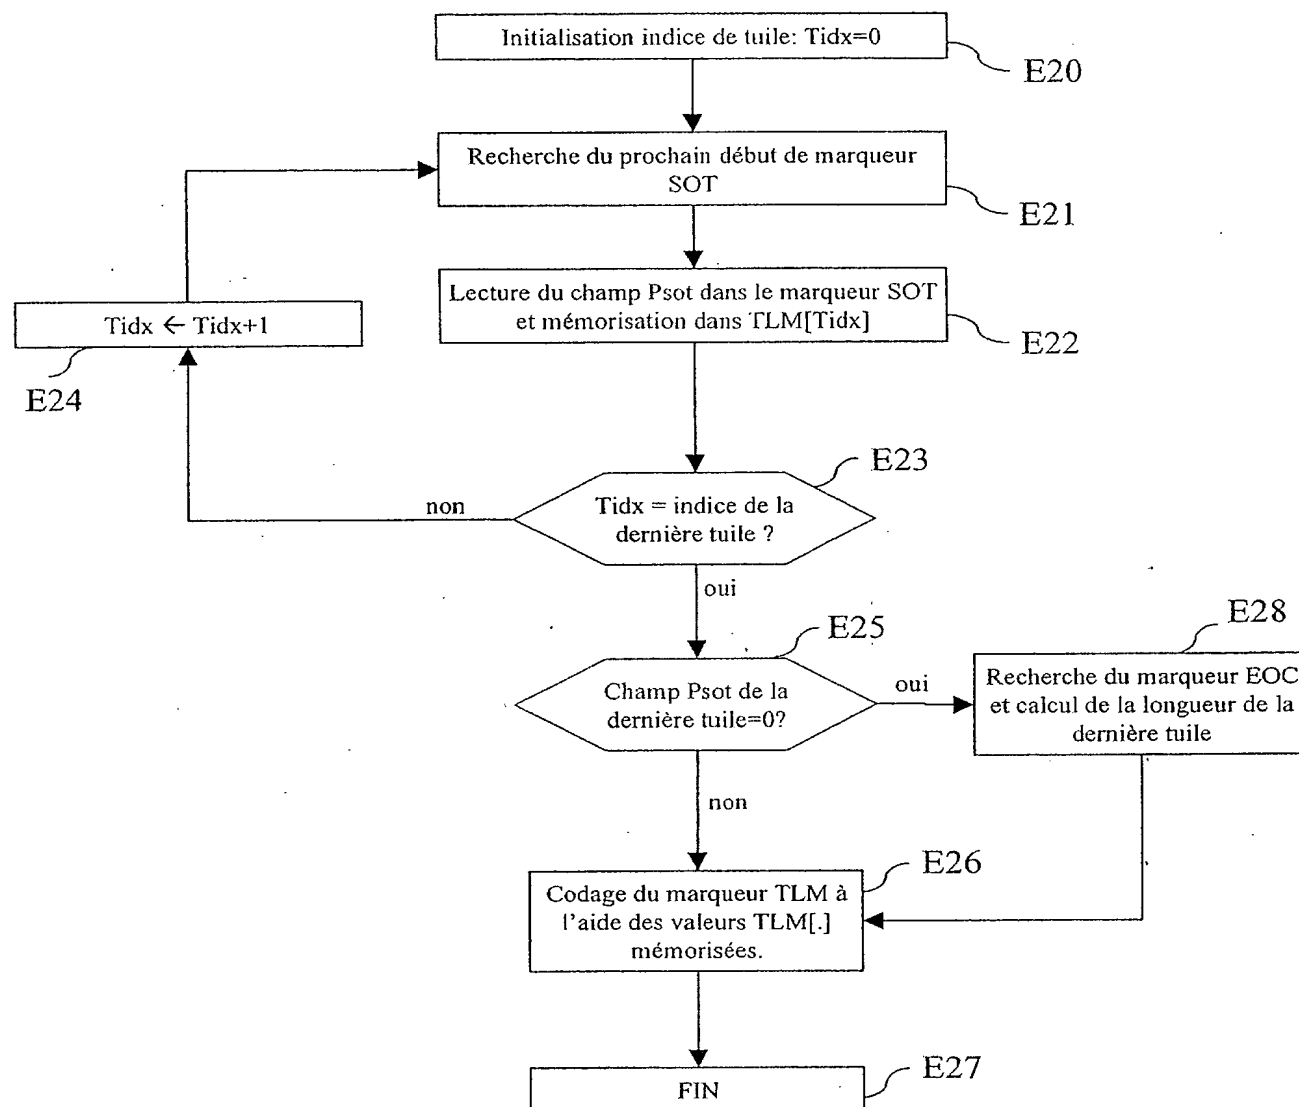 Initialisation indice de tuile: Tidx=0
E20
Recherche du prochain début de marqueur
SOT
E21
Lecture du champ Psot dans le marqueur SOT
et mémorisation dans TLM[Tidx]
E22
Tidx ← Tidx+1
E24
E23
Tidx = indice de la
dernière tuile ?
non
oui
E25
Champ Psot de la
dernière tuile=0?
oui
E28
Recherche du marqueur EOC
et calcul de la longueur de la
dernière tuile
non
E26
Codage du marqueur TLM à
l'aide des valeurs TLM[.]
mémorisées.
E27
FIN